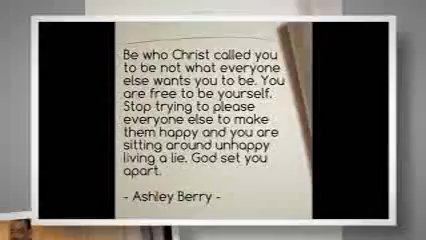 Be who Christ called you
to be not what everyone
else wants you to be. You
are free to be yourself.
Stop trying to please
everyone else to make
them happy and you are
sitting around unhappy
living a lie. God set you
apart.
- Ashley Berry -